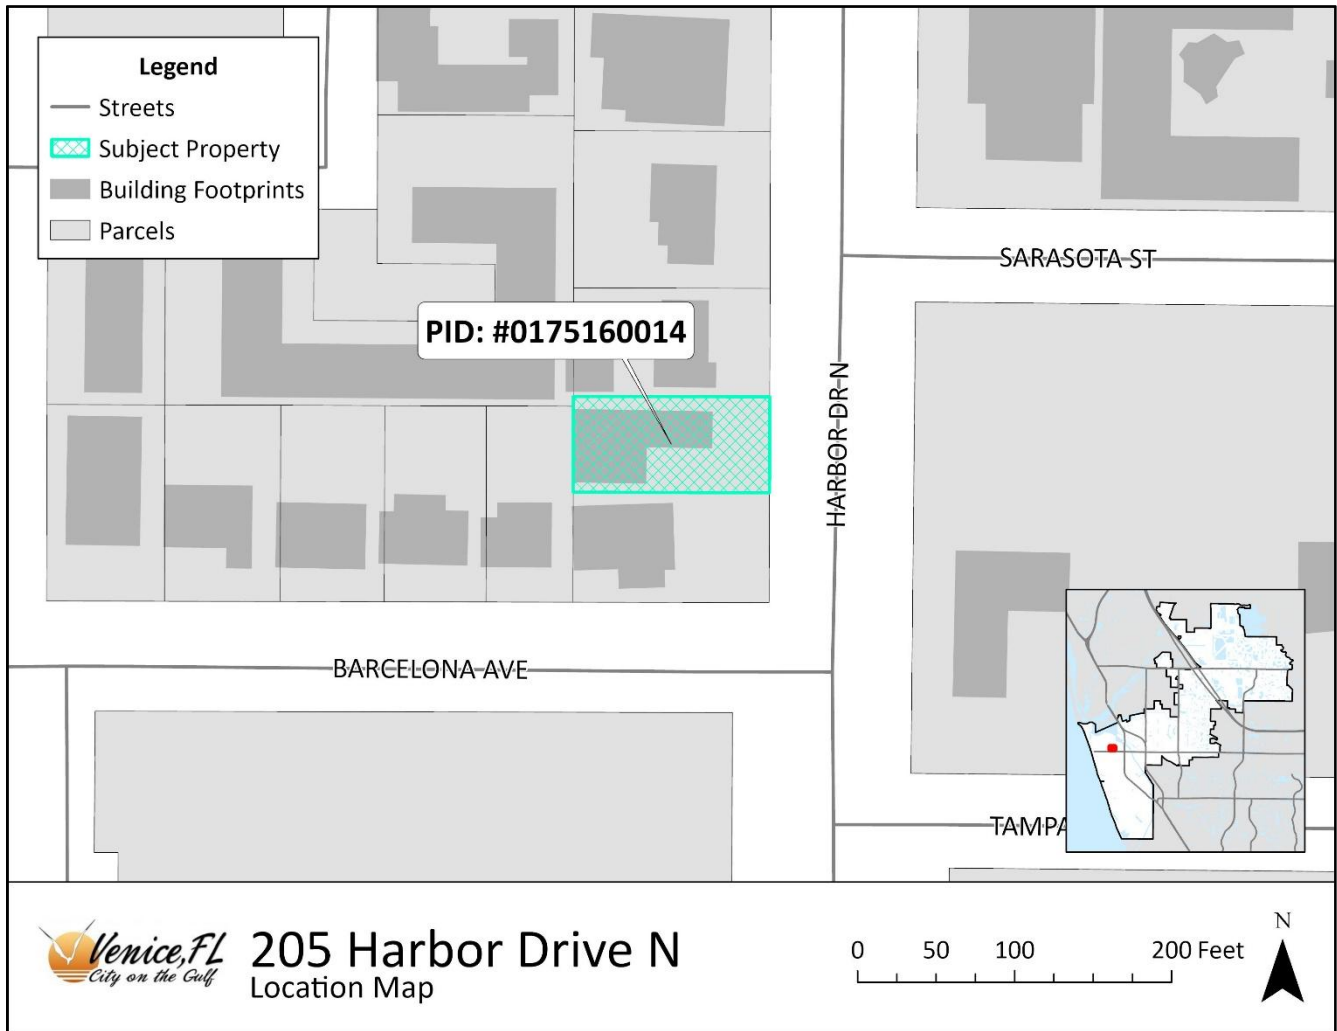 Legend
Streets
Subject Property
Building Footprints
Parcels
SARASOTA ST
PID: #0175160014
HARBOR DR N
BARCELONA AVE
TAMPA
Venice, FL
City on the Gulf
205 Harbor Drive N
Location Map
0 50 100 200 Feet
N